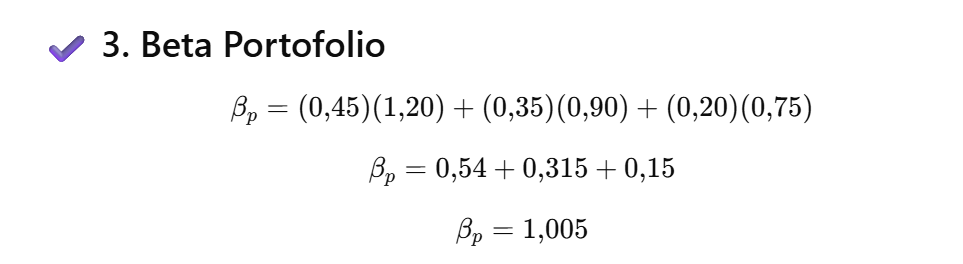 ✔ 3. Beta Portofolio
βₚ = (0,45)(1,20) + (0,35)(0,90) + (0,20)(0,75)
βₚ = 0,54 + 0,315 + 0,15
βₚ = 1,005